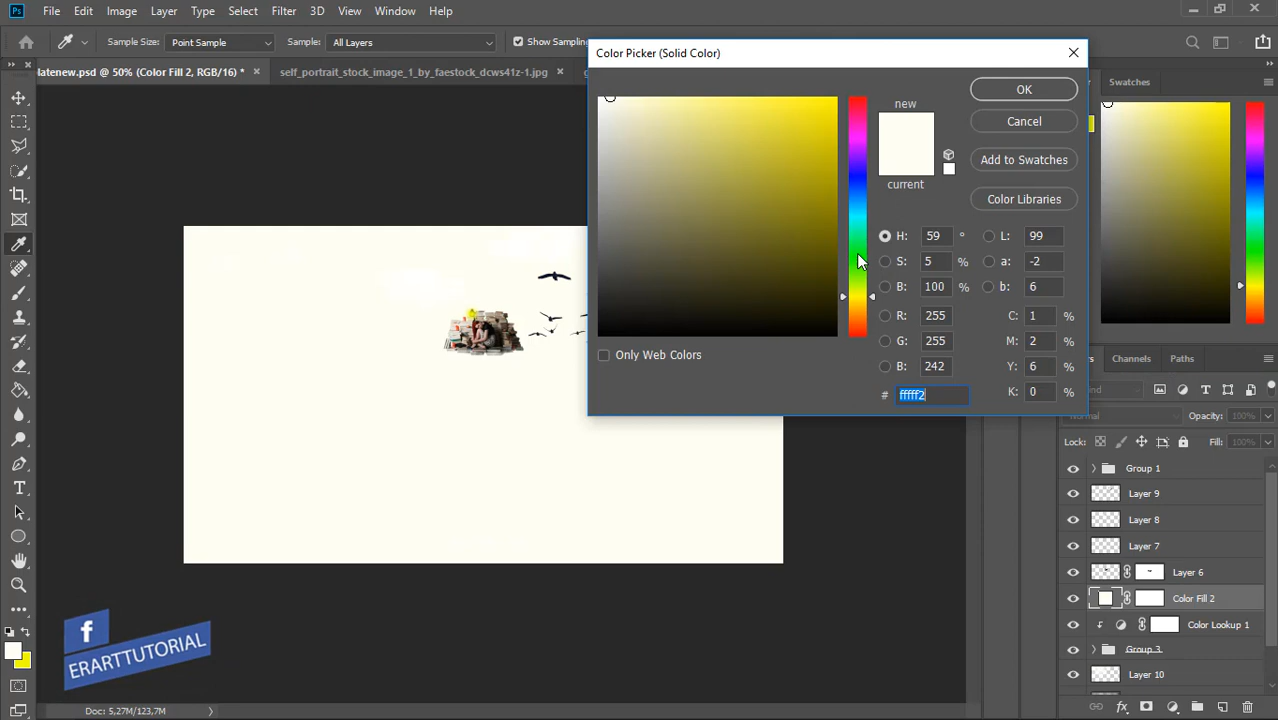 Ps File Edit Image Layer Type Select Filter 3D View Window Help
Sample Size: Point Sample Sample: All Layers Show Sampling
latenew.psd @ 50% (Color Fill 2, RGB/16) * × self_portrait_stock_image_1_by_faestock_dcws41z-1.jpg ×
Color Picker (Solid Color)
new
current
OK
Cancel
Add to Swatches
Color Libraries
H: 59 °
S: 5 %
B: 100 %
R: 255
G: 255
B: 242
L: 99
a: -2
b: 6
C: 1 %
M: 2 %
Y: 6 %
K: 0 %
# fffff2
Only Web Colors
Swatches
Channels Paths
Normal Opacity: 100%
Lock: Fill: 100%
Group 1
Layer 9
Layer 8
Layer 7
Layer 6
Color Fill 2
Color Lookup 1
Group 3
Layer 10
f
ERARTTUTORIAL
Doc: 5,27M/123,7M